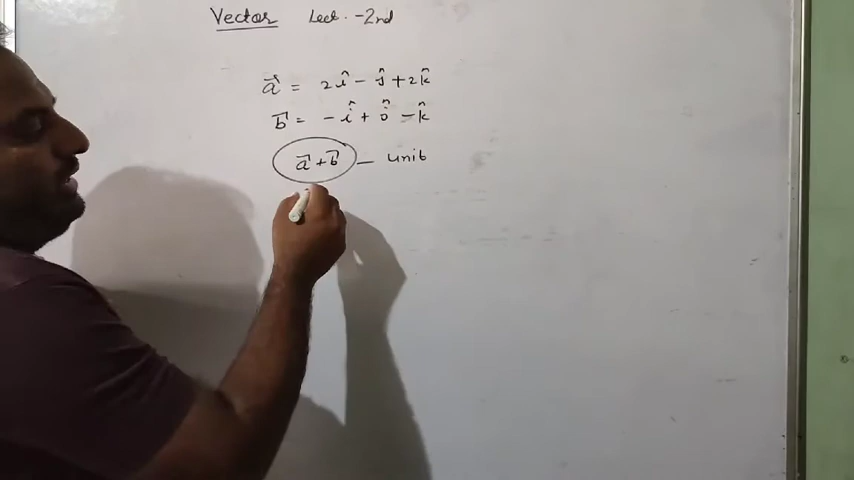 Vector Lect. -2nd
a⃗ = 2î - ĵ + 2k̂
b⃗ = - î + ĵ - k̂
a⃗ + b⃗ — unit